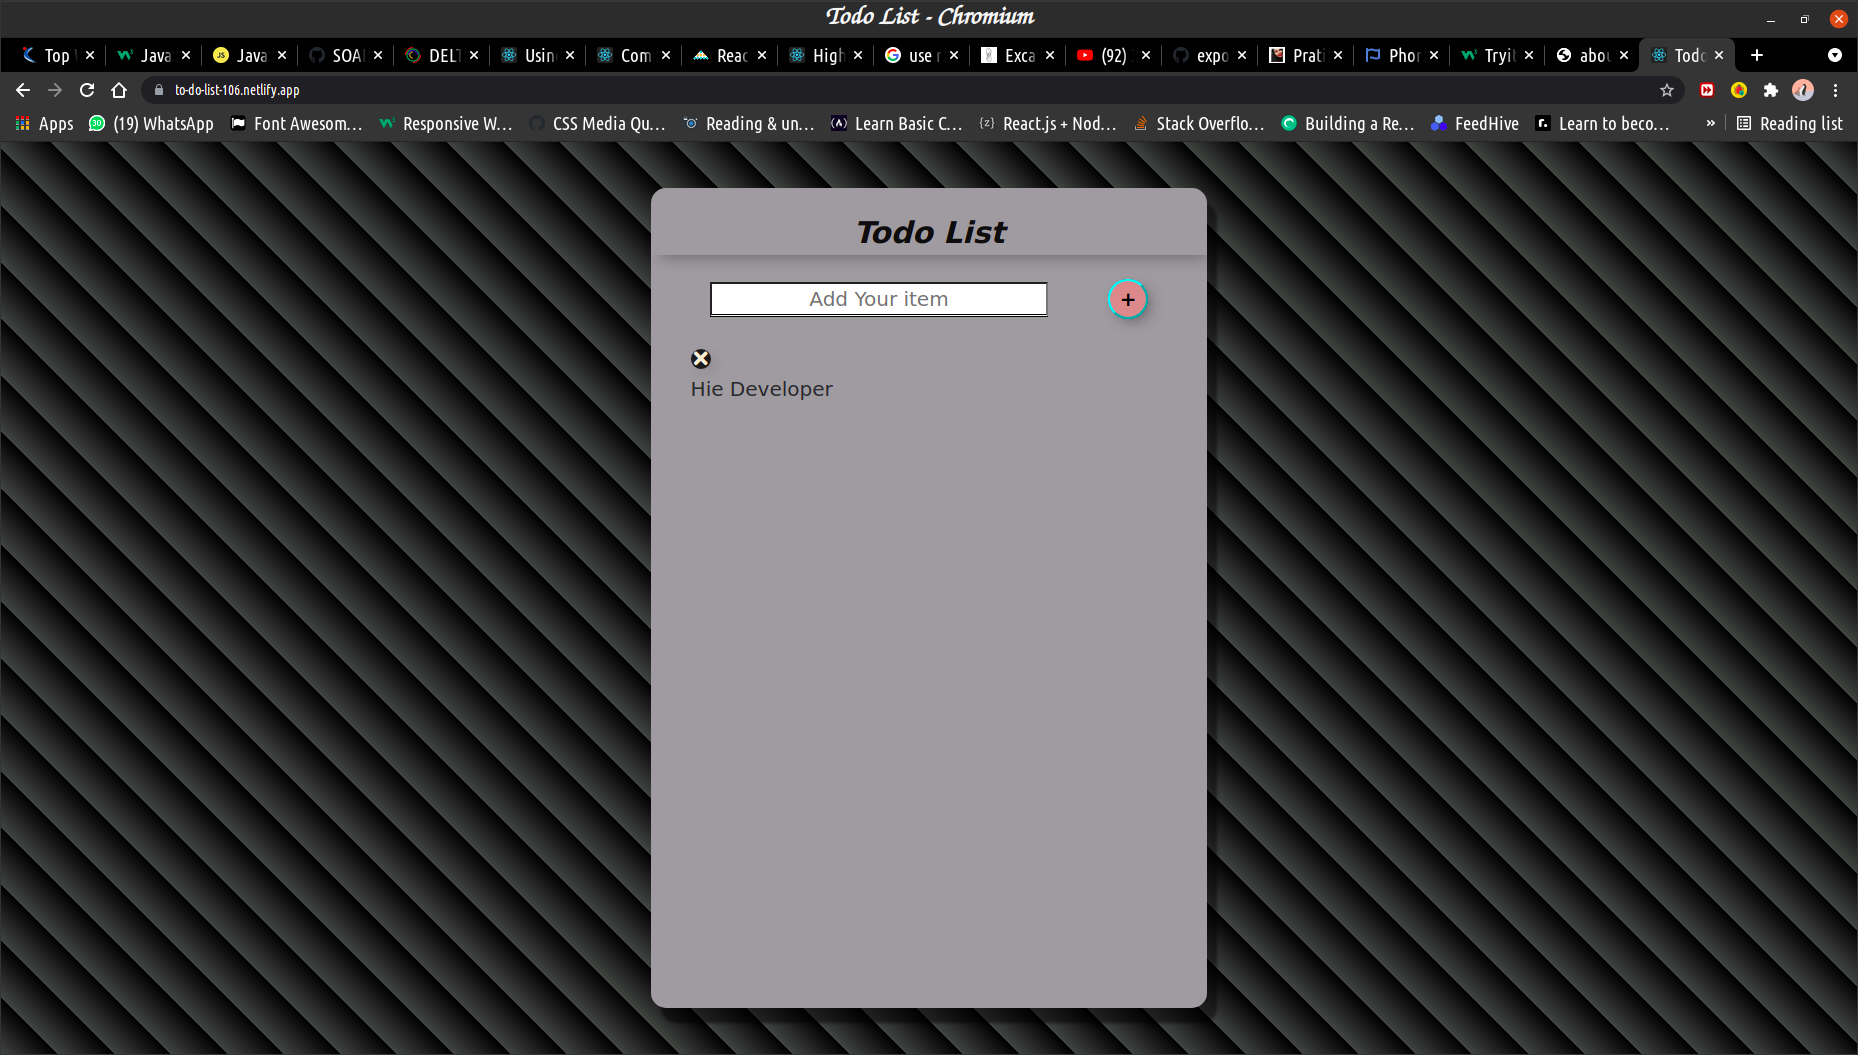 Todo List - Chromium
Top Java Java SOA DELT Usin Com Reac High use r Exca (92) expo Prati Phor Tryit abou Todo
to-do-list-106.netlify.app
Apps (19) WhatsApp Font Awesom... Responsive W... CSS Media Qu... Reading & un... Learn Basic C... React.js + Nod... Stack Overflo... Building a Re... FeedHive Learn to beco... » Reading list
Todo List
Add Your item
+
Hie Developer